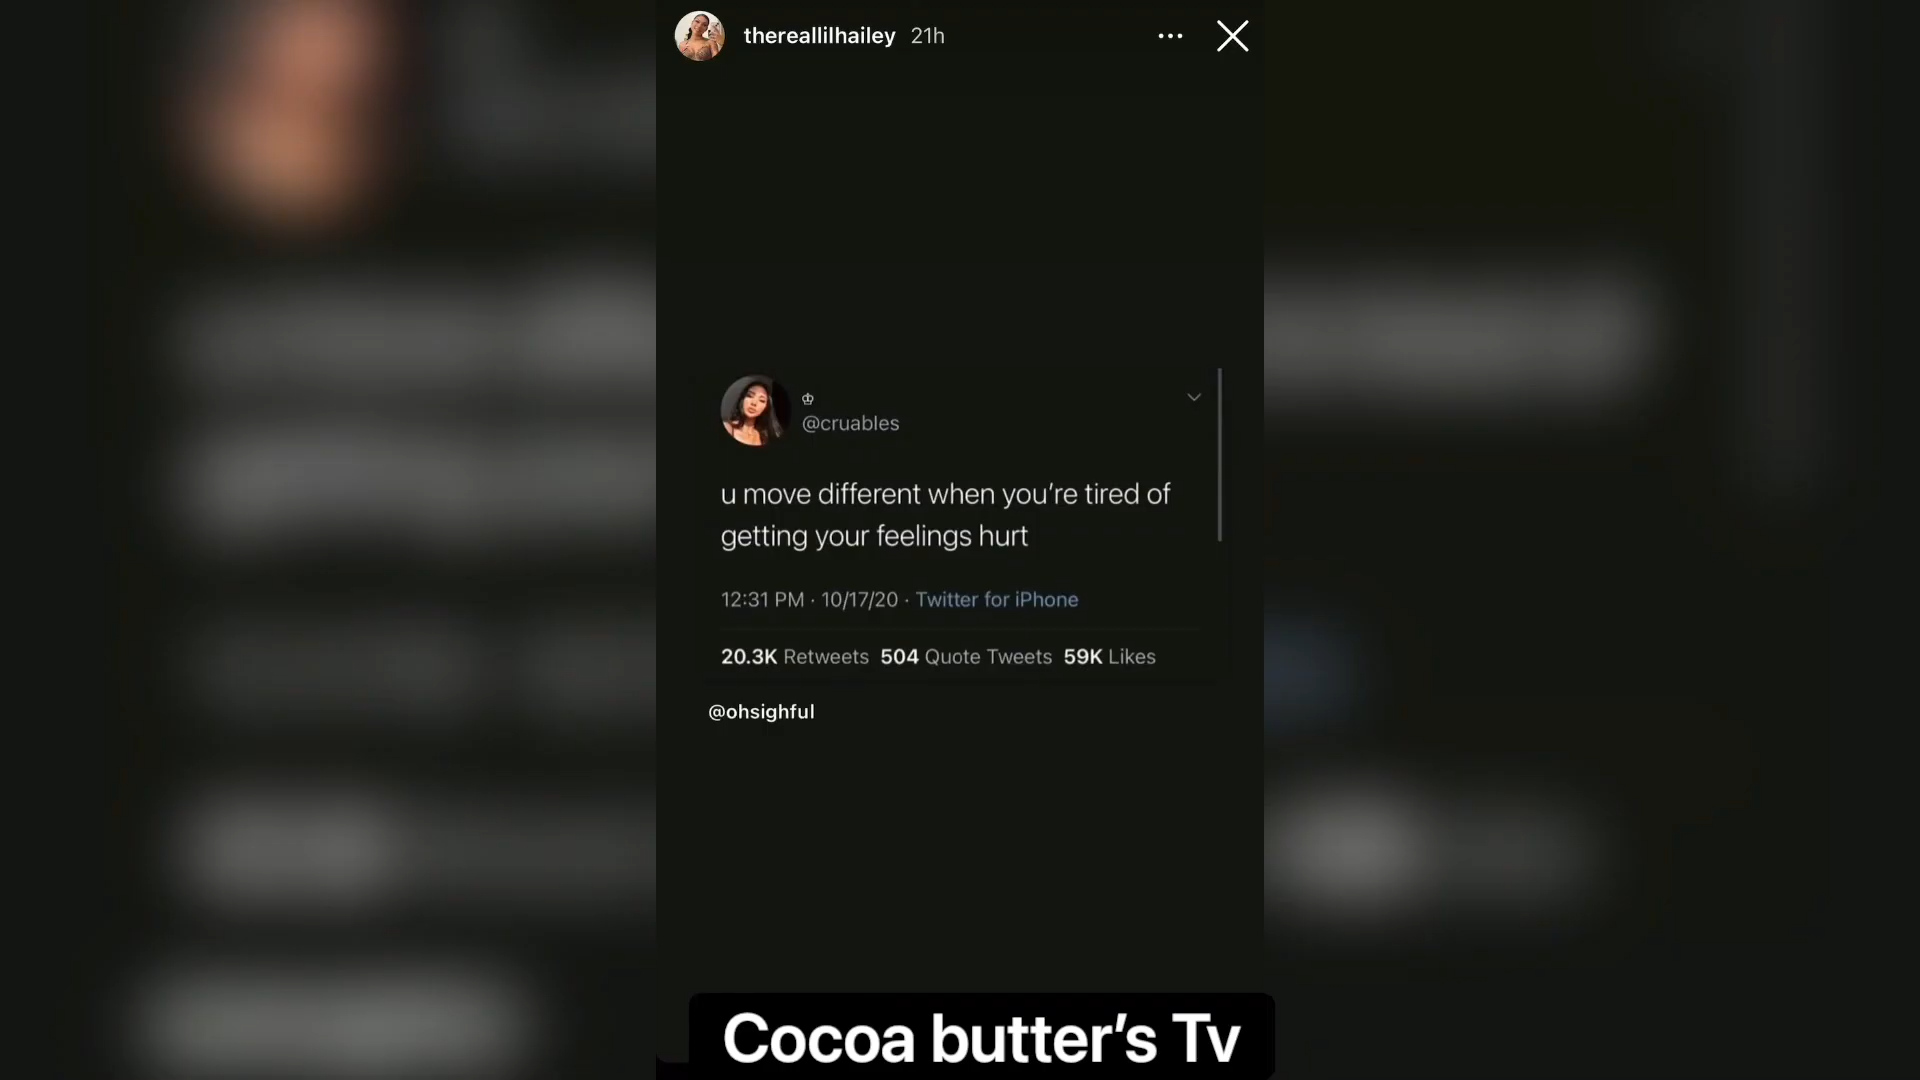 thereallilhailey 21h
♔
@cruables
u move different when you're tired of
getting your feelings hurt
12:31 PM · 10/17/20 · Twitter for iPhone
20.3K Retweets 504 Quote Tweets 59K Likes
@ohsighful
Cocoa butter's Tv